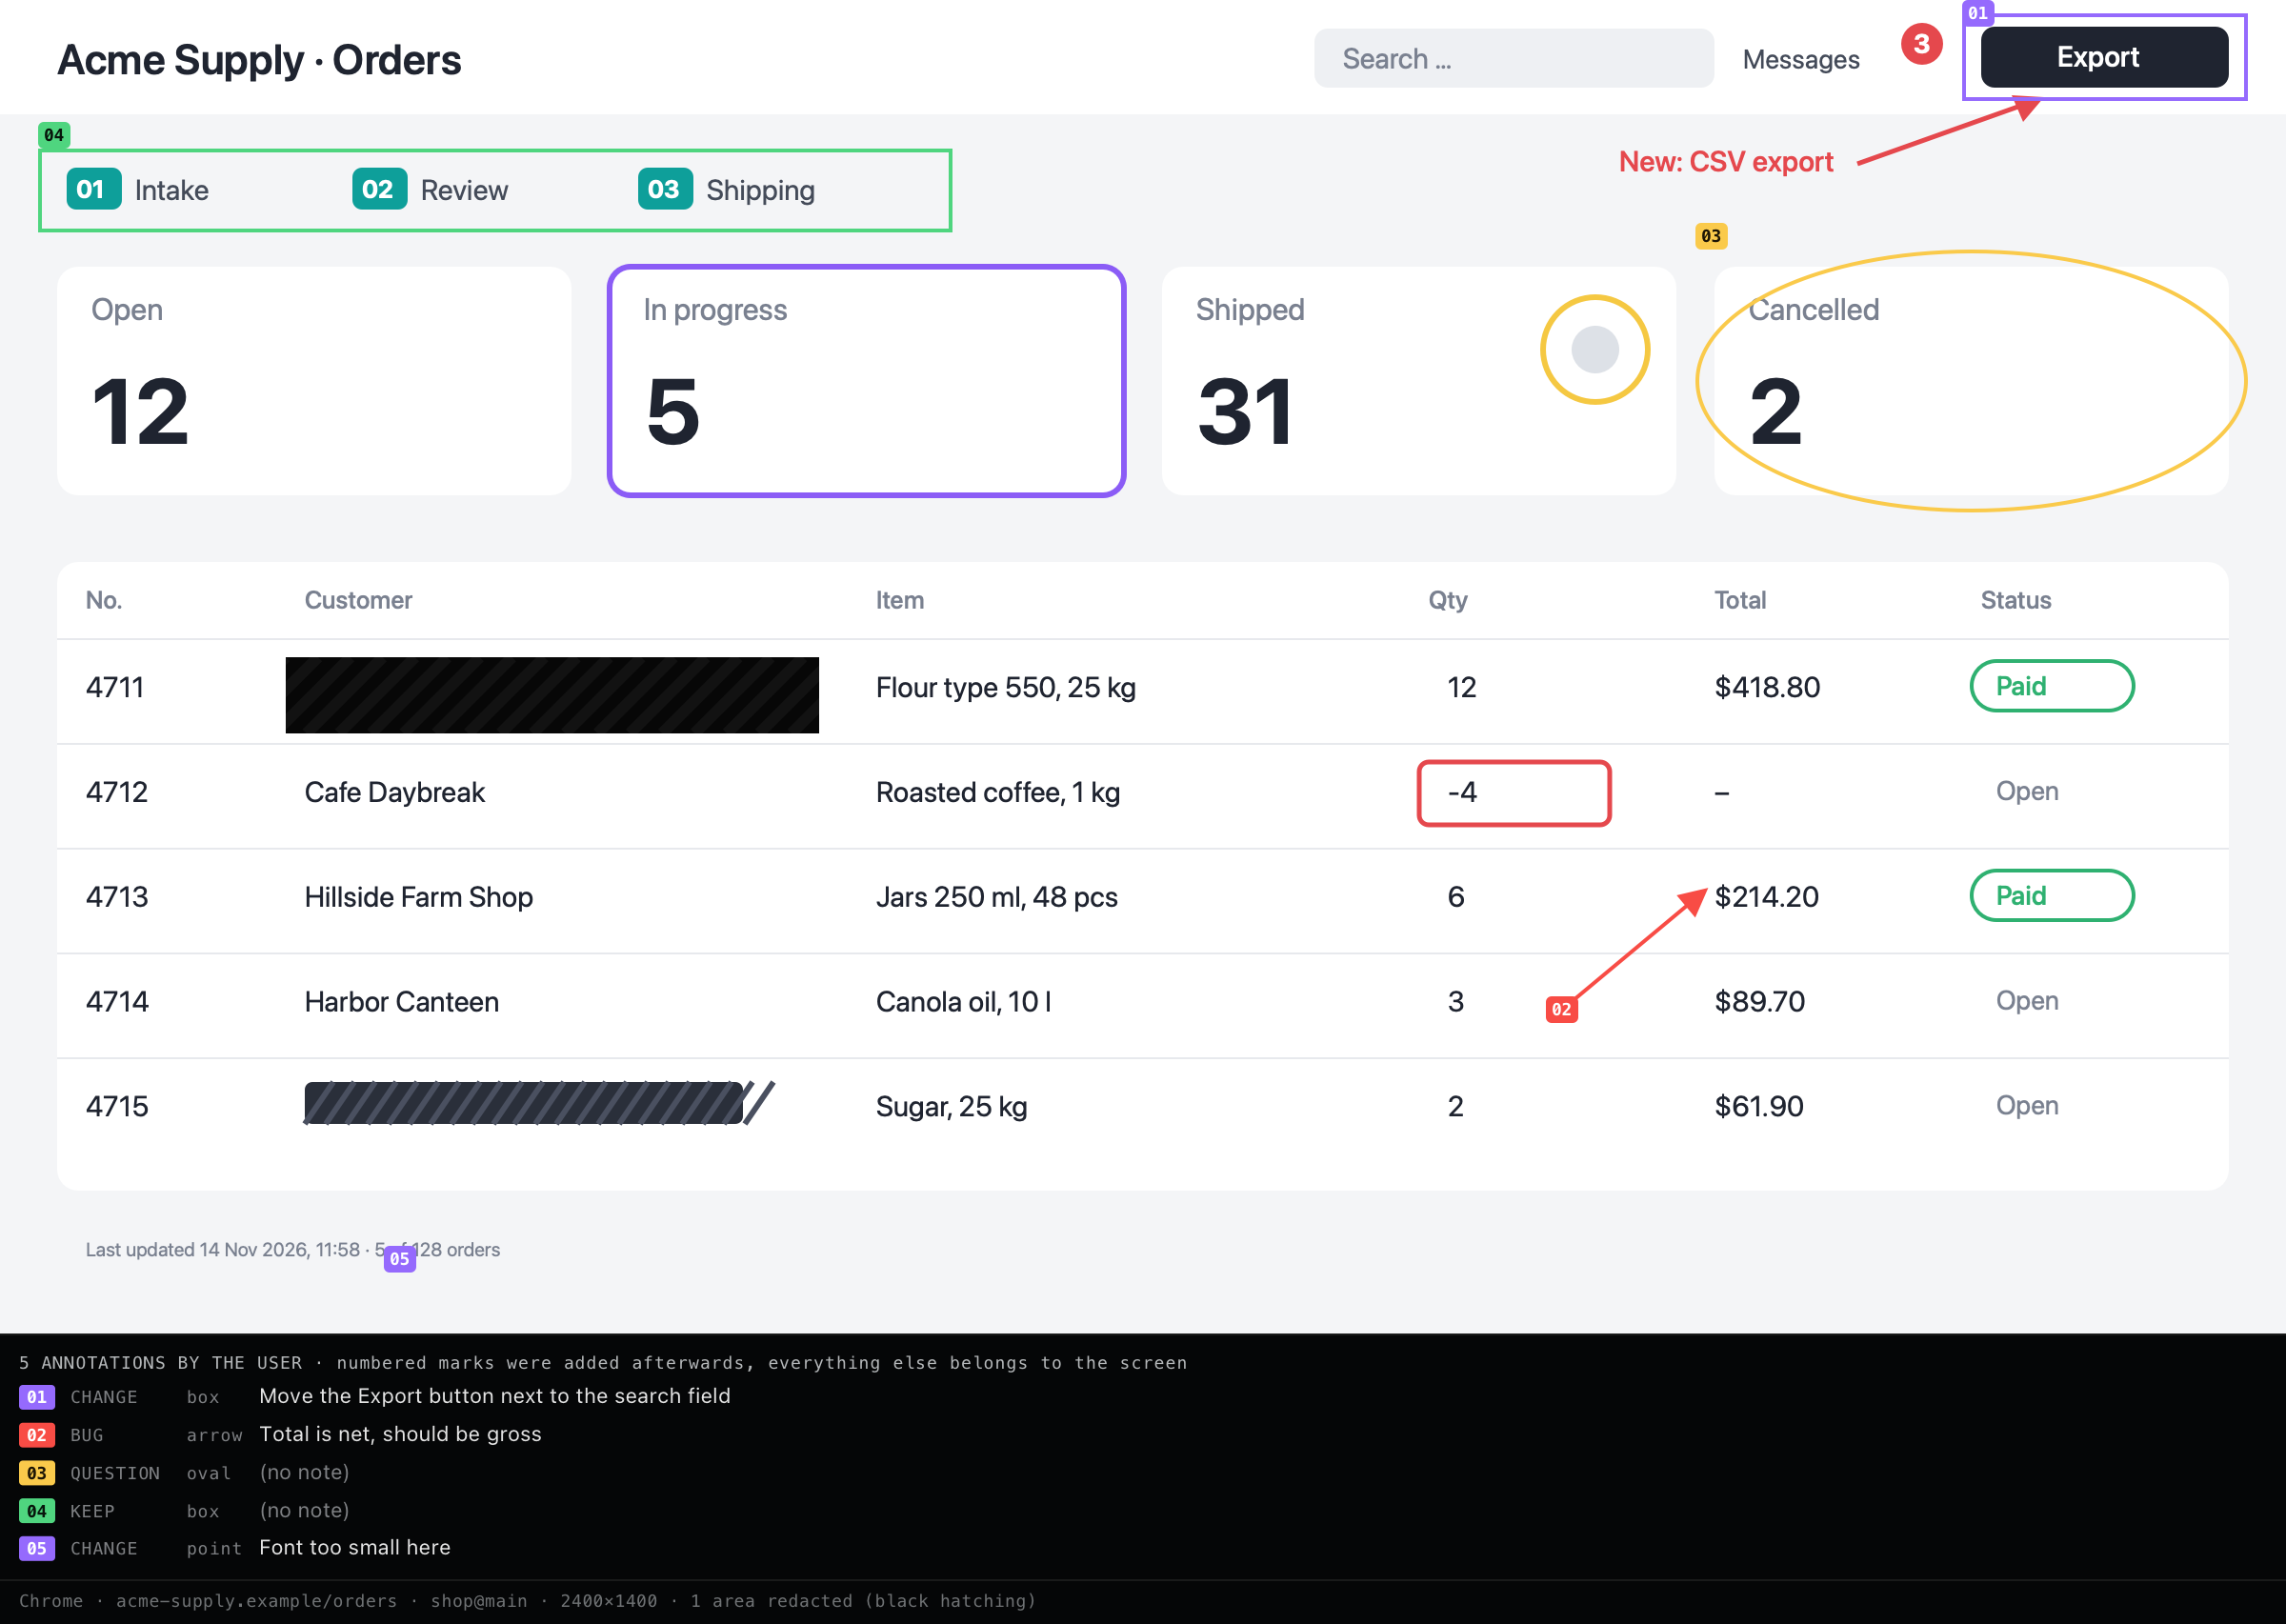 01
Acme Supply · Orders
Search ...
Messages
3
Export
04
01 Intake
02 Review
03 Shipping
New: CSV export
03
Open
In progress
Shipped
Cancelled
12
5
31
2
No. Customer Item Qty Total Status
4711 Flour type 550, 25 kg 12 $418.80 Paid
4712 Cafe Daybreak Roasted coffee, 1 kg -4 – Open
4713 Hillside Farm Shop Jars 250 ml, 48 pcs 6 $214.20 Paid
4714 Harbor Canteen Canola oil, 10 l 3 $89.70 Open
02
4715 Sugar, 25 kg 2 $61.90 Open
Last updated 14 Nov 2026, 11:58 · 5 128 orders
05
5 ANNOTATIONS BY THE USER · numbered marks were added afterwards, everything else belongs to the screen
01 CHANGE box Move the Export button next to the search field
02 BUG arrow Total is net, should be gross
03 QUESTION oval (no note)
04 KEEP box (no note)
05 CHANGE point Font too small here
Chrome · acme-supply.example/orders · shop@main · 2400×1400 · 1 area redacted (black hatching)